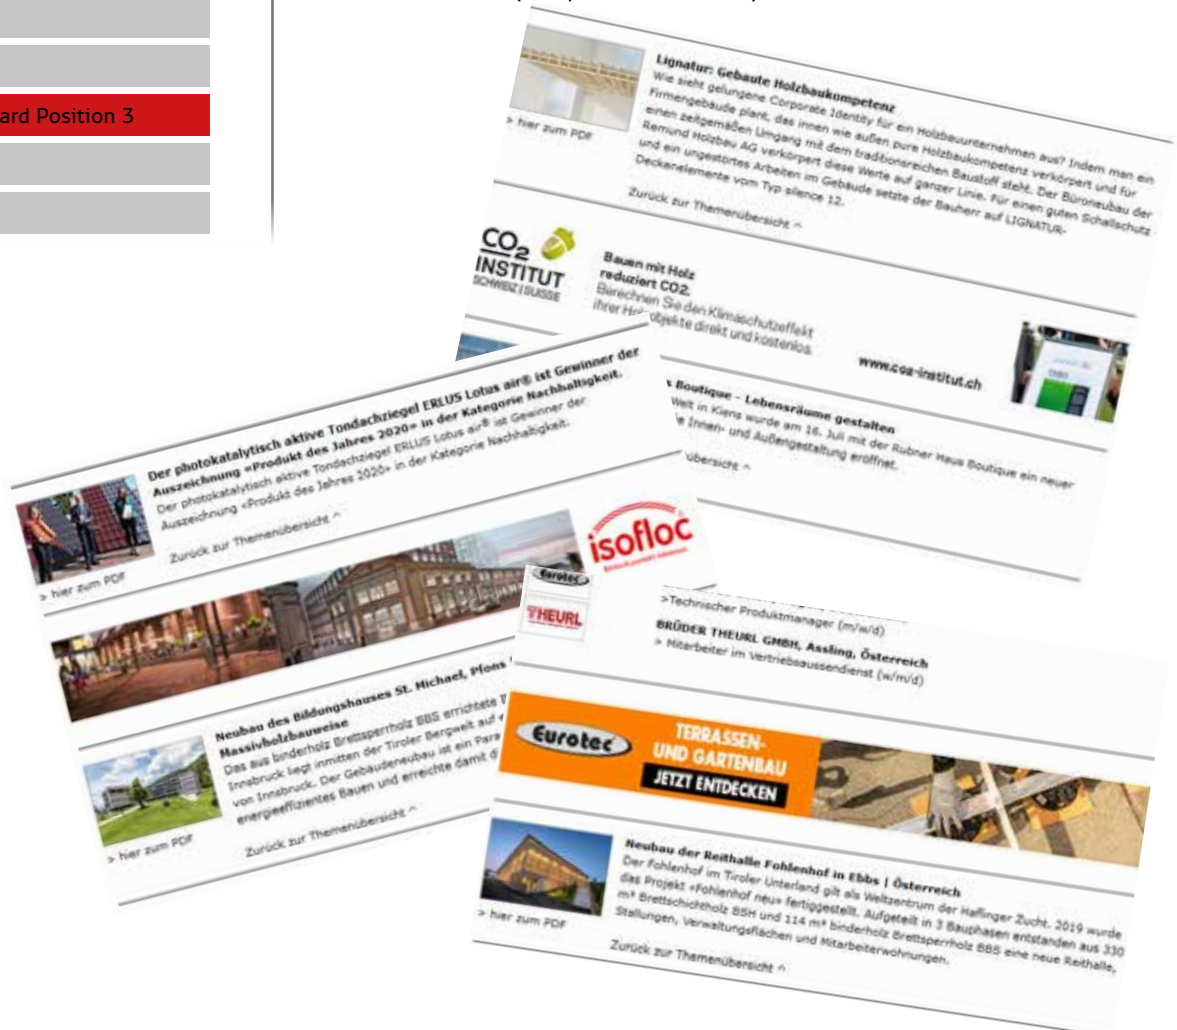 ard Position 3
Lignatur: Gebaute Holzbaukompetenz
Wie sieht gelungene Corporate Identity für ein Holzbauunternehmen aus? Indem man ein
Firmengebäude plant, das innen wie außen pure Holzbaukompetenz verkörpert und für
einen zeitgemäßen Umgang mit dem traditionsreichen Baustoff steht. Der Büroneubau der
Remund Holzbau AG verkörpert diese Werte auf ganzer Linie. Für einen guten Schallschutz
und ein ungestörtes Arbeiten im Gebäude setzte der Bauherr auf LIGNATUR-
Deckenelemente vom Typ silence 12.
> hier zum PDF
Zurück zur Themenübersicht ^
CO2
INSTITUT
SCHWEIZ | SUISSE
Bauen mit Holz
reduziert CO2.
Berechnen Sie den Klimaschutzeffekt
ihrer Holzobjekte direkt und kostenlos.
www.co2-institut.ch
s Boutique - Lebensräume gestalten
Welt in Kiens wurde am 16. Juli mit der Rubner Haus Boutique ein neuer
e Innen- und Außengestaltung eröffnet.
übersicht ^
Der photokatalytisch aktive Tondachziegel ERLUS Lotus air® ist Gewinner der
Auszeichnung «Produkt des Jahres 2020» in der Kategorie Nachhaltigkeit.
Der photokatalytisch aktive Tondachziegel ERLUS Lotus air® ist Gewinner der
Auszeichnung «Produkt des Jahres 2020» in der Kategorie Nachhaltigkeit.
> hier zum PDF
Zurück zur Themenübersicht ^
isofloc
Neubau des Bildungshauses St. Michael, Pfons
Massivholzbauweise
Das aus binderholz Brettsperrholz BBS errichtete
Innsbruck liegt inmitten der Tiroler Bergwelt auf
von Innsbruck. Der Gebäudeneubau ist ein Para
energieeffizientes Bauen und erreichte damit d
> hier zum PDF
Zurück zur Themenübersicht ^
Eurotec
>Technischer Produktmanager (m/w/d)
THEURL
BRÜDER THEURL GMBH, Assling, Österreich
> Mitarbeiter im Vertriebsaussendienst (w/m/d)
Eurotec
TERRASSEN-
UND GARTENBAU
JETZT ENTDECKEN
Neubau der Reithalle Fohlenhof in Ebbs | Österreich
Der Fohlenhof im Tiroler Unterland gilt als Weltzentrum der Haflinger Zucht. 2019 wurde
das Projekt «Fohlenhof neu» fertiggestellt. Aufgeteilt in 3 Bauphasen entstanden aus 330
m³ Brettschichtholz BSH und 114 m³ binderholz Brettsperrholz BBS eine neue Reithalle,
Stallungen, Verwaltungsflächen und Mitarbeiterwohnungen.
> hier zum PDF
Zurück zur Themenübersicht ^